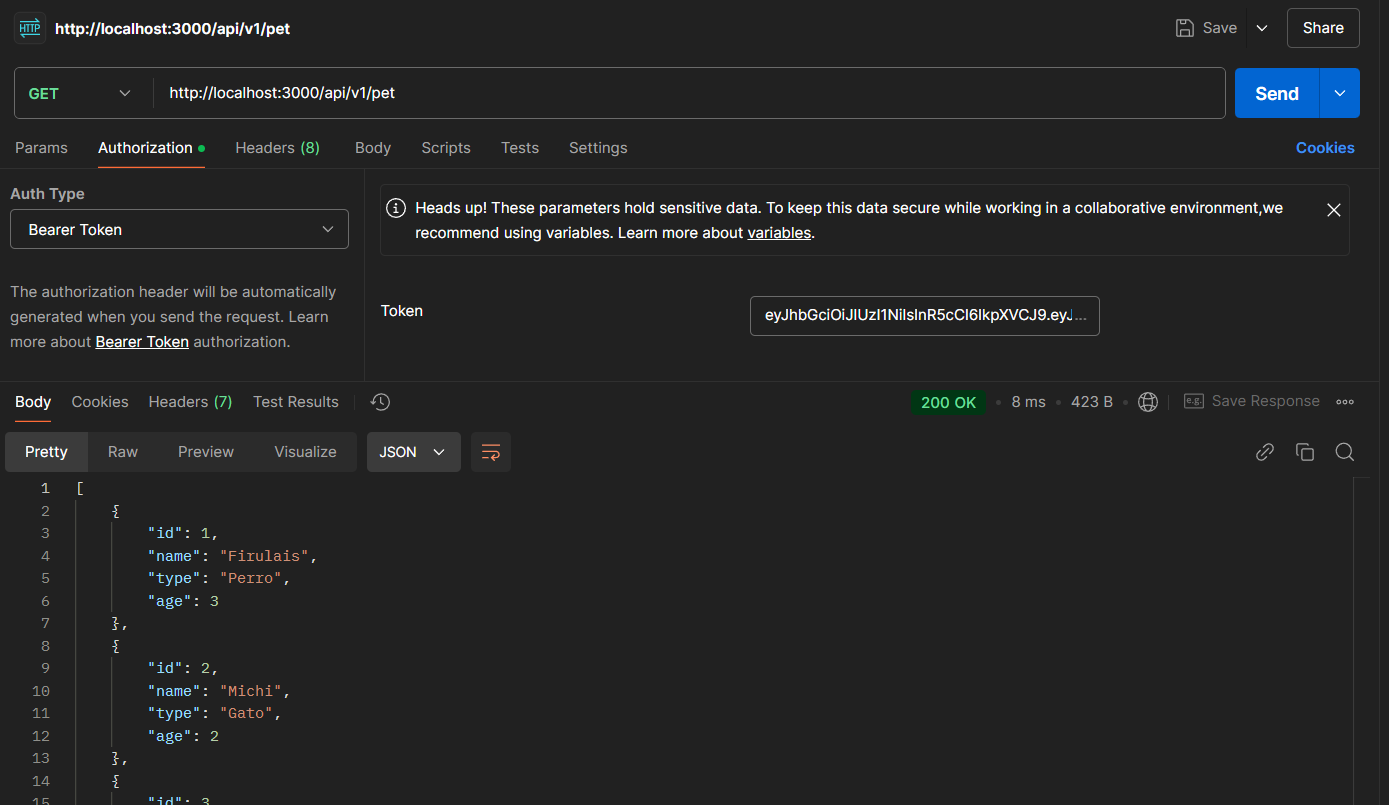 HTTP http://localhost:3000/api/v1/pet Save Share
GET http://localhost:3000/api/v1/pet Send
Params Authorization Headers (8) Body Scripts Tests Settings Cookies
Auth Type
Bearer Token
The authorization header will be automatically
generated when you send the request. Learn
more about Bearer Token authorization.
Heads up! These parameters hold sensitive data. To keep this data secure while working in a collaborative environment,we
recommend using variables. Learn more about variables.
Token eyJhbGciOiJIUzI1NiIsInR5cCI6IkpXVCJ9.eyJ...
Body Cookies Headers (7) Test Results 200 OK • 8 ms • 423 B • e.g. Save Response
Pretty Raw Preview Visualize JSON
1 [
2 {
3 "id": 1,
4 "name": "Firulais",
5 "type": "Perro",
6 "age": 3
7 },
8 {
9 "id": 2,
10 "name": "Michi",
11 "type": "Gato",
12 "age": 2
13 },
14 {
15 "id": 3